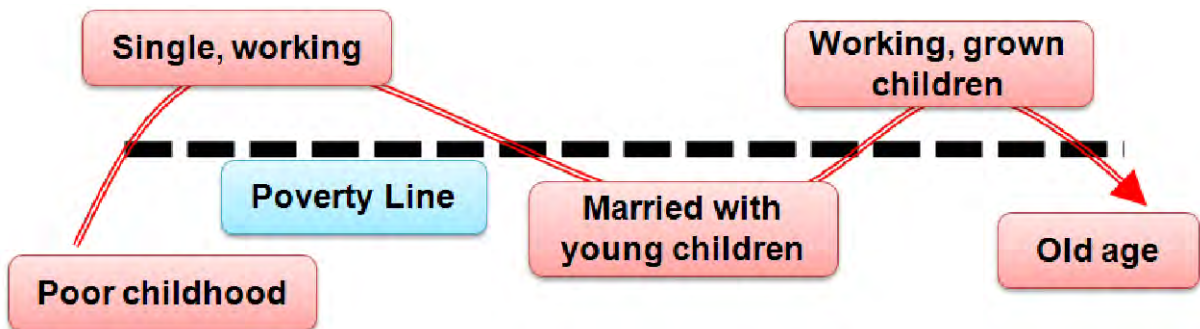 Single, working
Working, grown
children
Poverty Line
Married with
young children
Poor childhood
Old age